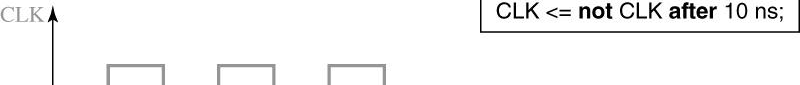 CLK
CLK <= not CLK after 10 ns;